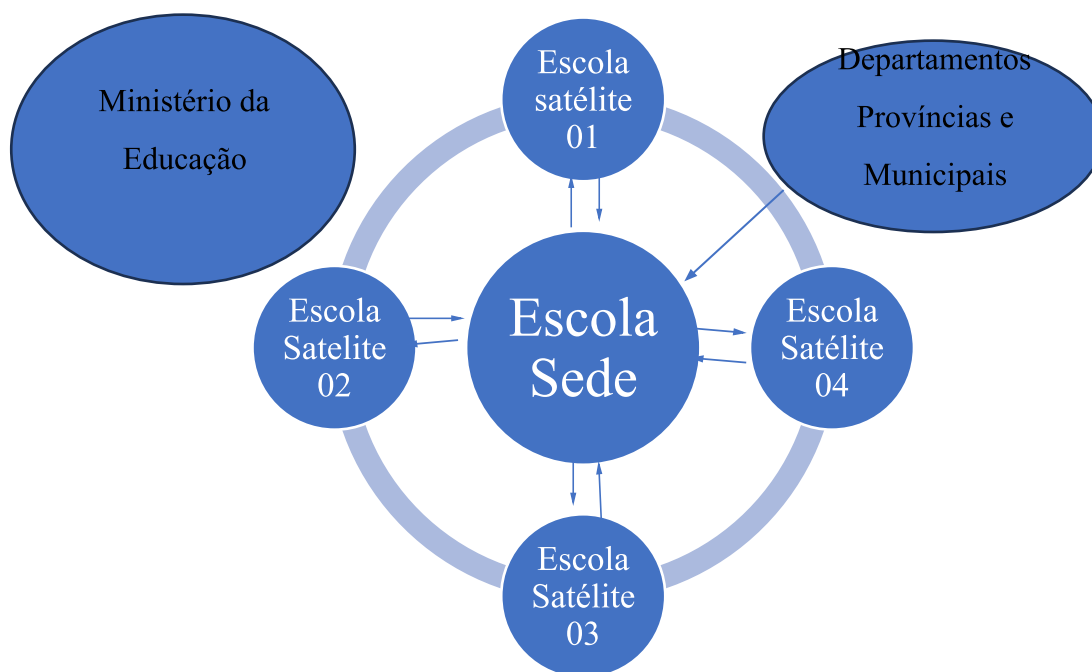 Ministério da
Educação
Escola
satélite
01
Departamentos
Províncias e
Municipais
Escola
Satelite
02
Escola
Sede
Escola
Satélite
04
Escola
Satélite
03